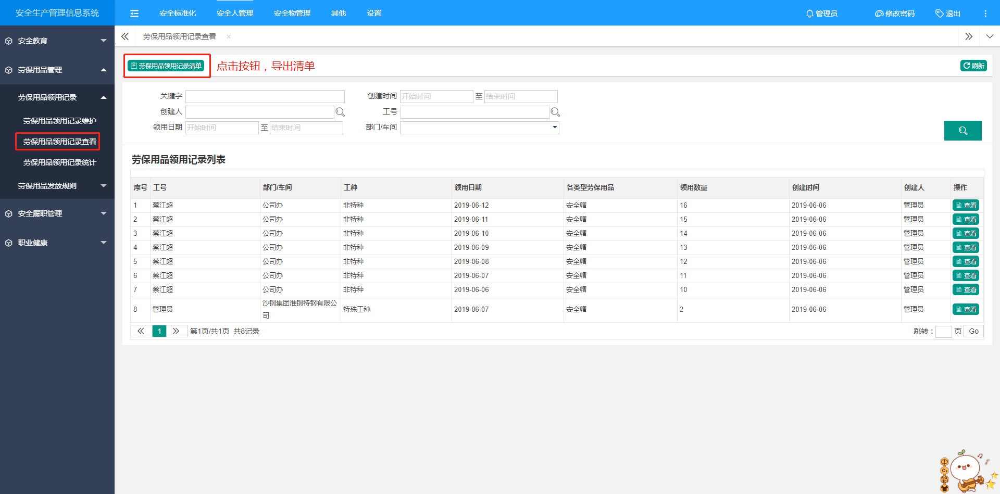 安全生产管理信息系统
安全标准化 安全人管理 安全物管理 其他 设置
管理员 修改密码 退出
安全教育
劳保用品管理
劳保用品领用记录
劳保用品领用记录维护
劳保用品领用记录查看
劳保用品领用记录统计
劳保用品发放规则
安全履职管理
职业健康
劳保用品领用记录查看 ×
劳保用品领用记录清单 点击按钮，导出清单 刷新
关键字 创建时间 开始时间 至 结束时间
创建人 工号
领用日期 开始时间 至 结束时间 部门/车间
劳保用品领用记录列表
序号 工号 部门/车间 工种 领用日期 各类型劳保用品 领用数量 创建时间 创建人 操作
1 蔡江超 公司办 非特种 2019-06-12 安全帽 16 2019-06-06 管理员 查看
2 蔡江超 公司办 非特种 2019-06-11 安全帽 15 2019-06-06 管理员 查看
3 蔡江超 公司办 非特种 2019-06-10 安全帽 14 2019-06-06 管理员 查看
4 蔡江超 公司办 非特种 2019-06-09 安全帽 13 2019-06-06 管理员 查看
5 蔡江超 公司办 非特种 2019-06-08 安全帽 12 2019-06-06 管理员 查看
6 蔡江超 公司办 非特种 2019-06-07 安全帽 11 2019-06-06 管理员 查看
7 蔡江超 公司办 非特种 2019-06-06 安全帽 10 2019-06-06 管理员 查看
8 管理员 沙钢集团淮钢特钢有限公
司 特殊工种 2019-06-07 安全帽 2 2019-06-06 管理员 查看
1 第1页/共1页 共8记录 跳转： 页 Go
中
简